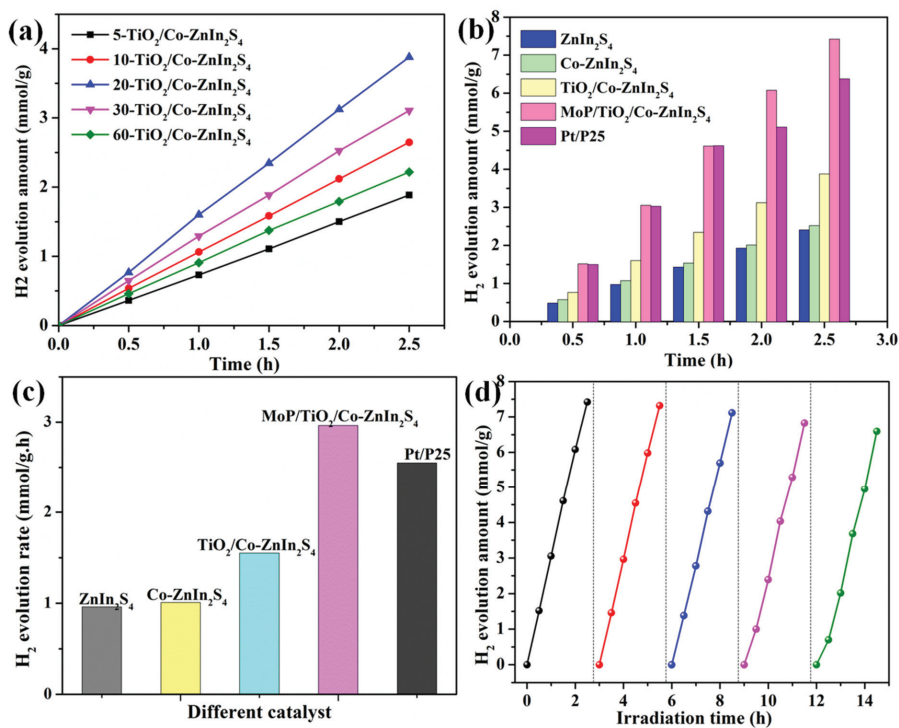 (a)
5-TiO₂/Co-ZnIn₂S₄
10-TiO₂/Co-ZnIn₂S₄
20-TiO₂/Co-ZnIn₂S₄
30-TiO₂/Co-ZnIn₂S₄
60-TiO₂/Co-ZnIn₂S₄
H2 evolution amount (mmol/g)
4
3
2
1
0
0.0 0.5 1.0 1.5 2.0 2.5
Time (h)
(b)
ZnIn₂S₄
Co-ZnIn₂S₄
TiO₂/Co-ZnIn₂S₄
MoP/TiO₂/Co-ZnIn₂S₄
Pt/P25
H₂ evolution amount (mmol/g)
8
7
6
5
4
3
2
1
0
0.0 0.5 1.0 1.5 2.0 2.5 3.0
Time (h)
(c)
H₂ evolution rate (mmol/g.h)
3
2
1
0
ZnIn₂S₄
Co-ZnIn₂S₄
TiO₂/Co-ZnIn₂S₄
MoP/TiO₂/Co-ZnIn₂S₄
Pt/P25
Different catalyst
(d)
H₂ evolution amount (mmol/g)
8
7
6
5
4
3
2
1
0
0 2 4 6 8 10 12 14
Irradiation time (h)